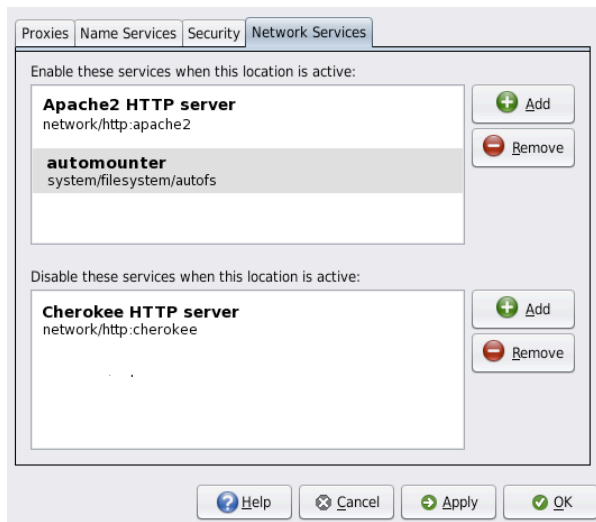 Proxies Name Services Security Network Services
Enable these services when this location is active:
Apache2 HTTP server
network/http:apache2
automounter
system/filesystem/autofs
Add
Remove
Disable these services when this location is active:
Cherokee HTTP server
network/http:cherokee
Add
Remove
Help Cancel Apply OK